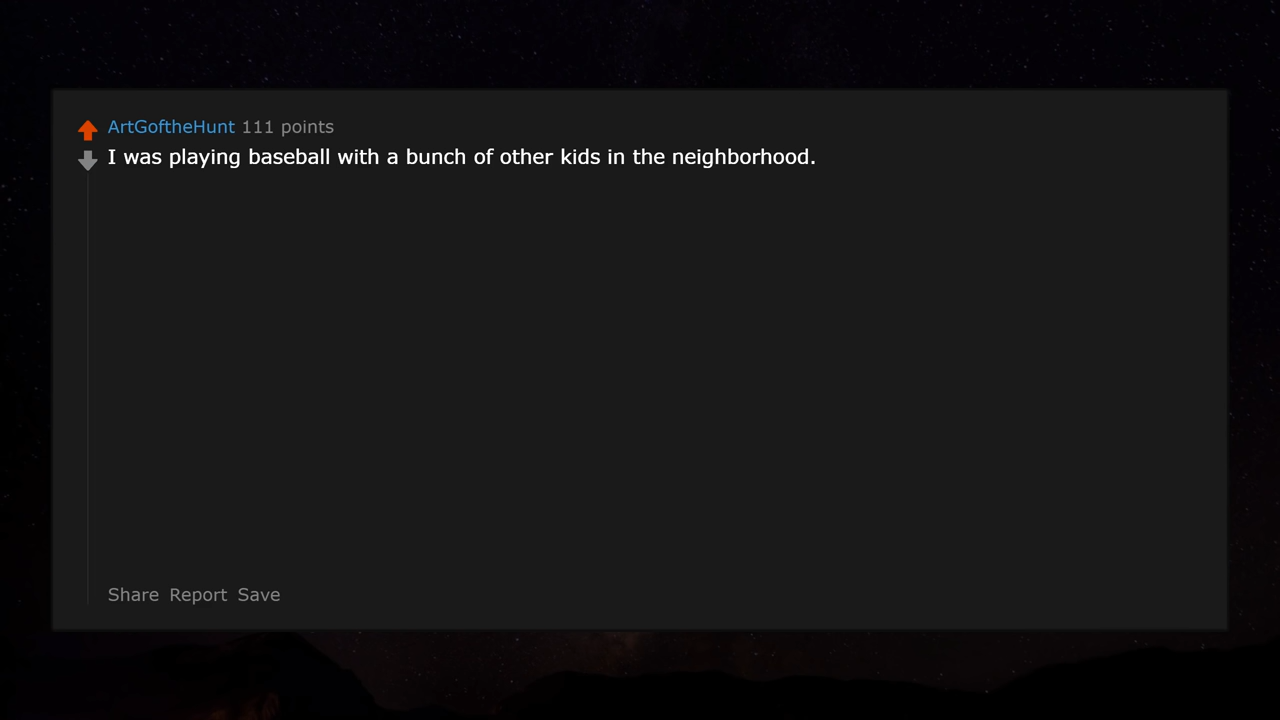 ArtGoftheHunt 111 points
I was playing baseball with a bunch of other kids in the neighborhood.
Share Report Save